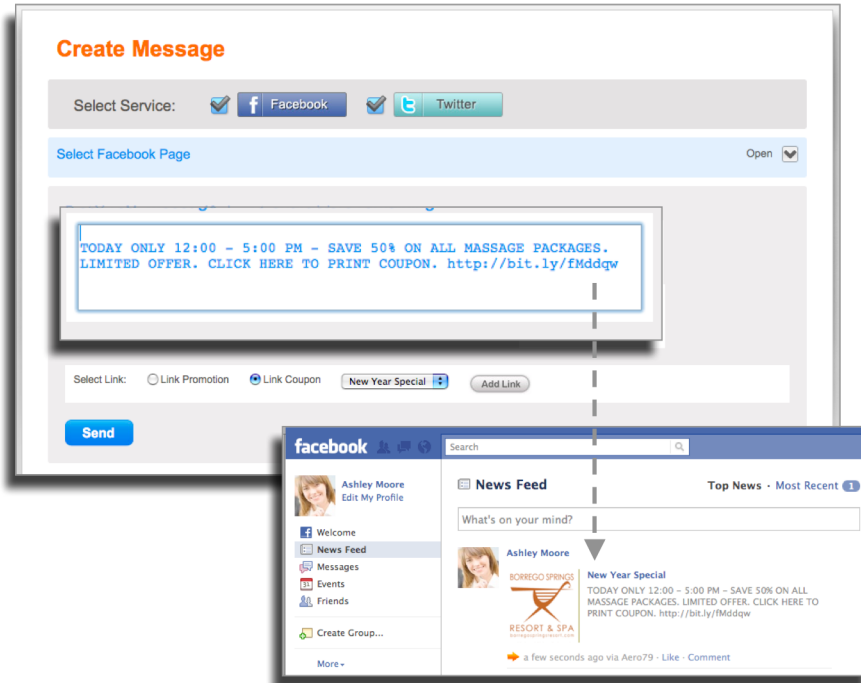 Create Message
Select Service: Facebook Twitter
Select Facebook Page Open
TODAY ONLY 12:00 – 5:00 PM – SAVE 50% ON ALL MASSAGE PACKAGES.
LIMITED OFFER. CLICK HERE TO PRINT COUPON. http://bit.ly/fMddqw
Select Link: Link Promotion Link Coupon New Year Special Add Link
Send
facebook Search
Ashley Moore
Edit My Profile
Welcome
News Feed
Messages
31 Events
Friends
Create Group...
More
News Feed Top News · Most Recent 1
What's on your mind?
Ashley Moore
BORREGO SPRINGS
RESORT & SPA
borregospringsresort.com
New Year Special
TODAY ONLY 12:00 – 5:00 PM – SAVE 50% ON ALL
MASSAGE PACKAGES. LIMITED OFFER. CLICK HERE TO
PRINT COUPON. http://bit.ly/fMddqw
a few seconds ago via Aero79 · Like · Comment